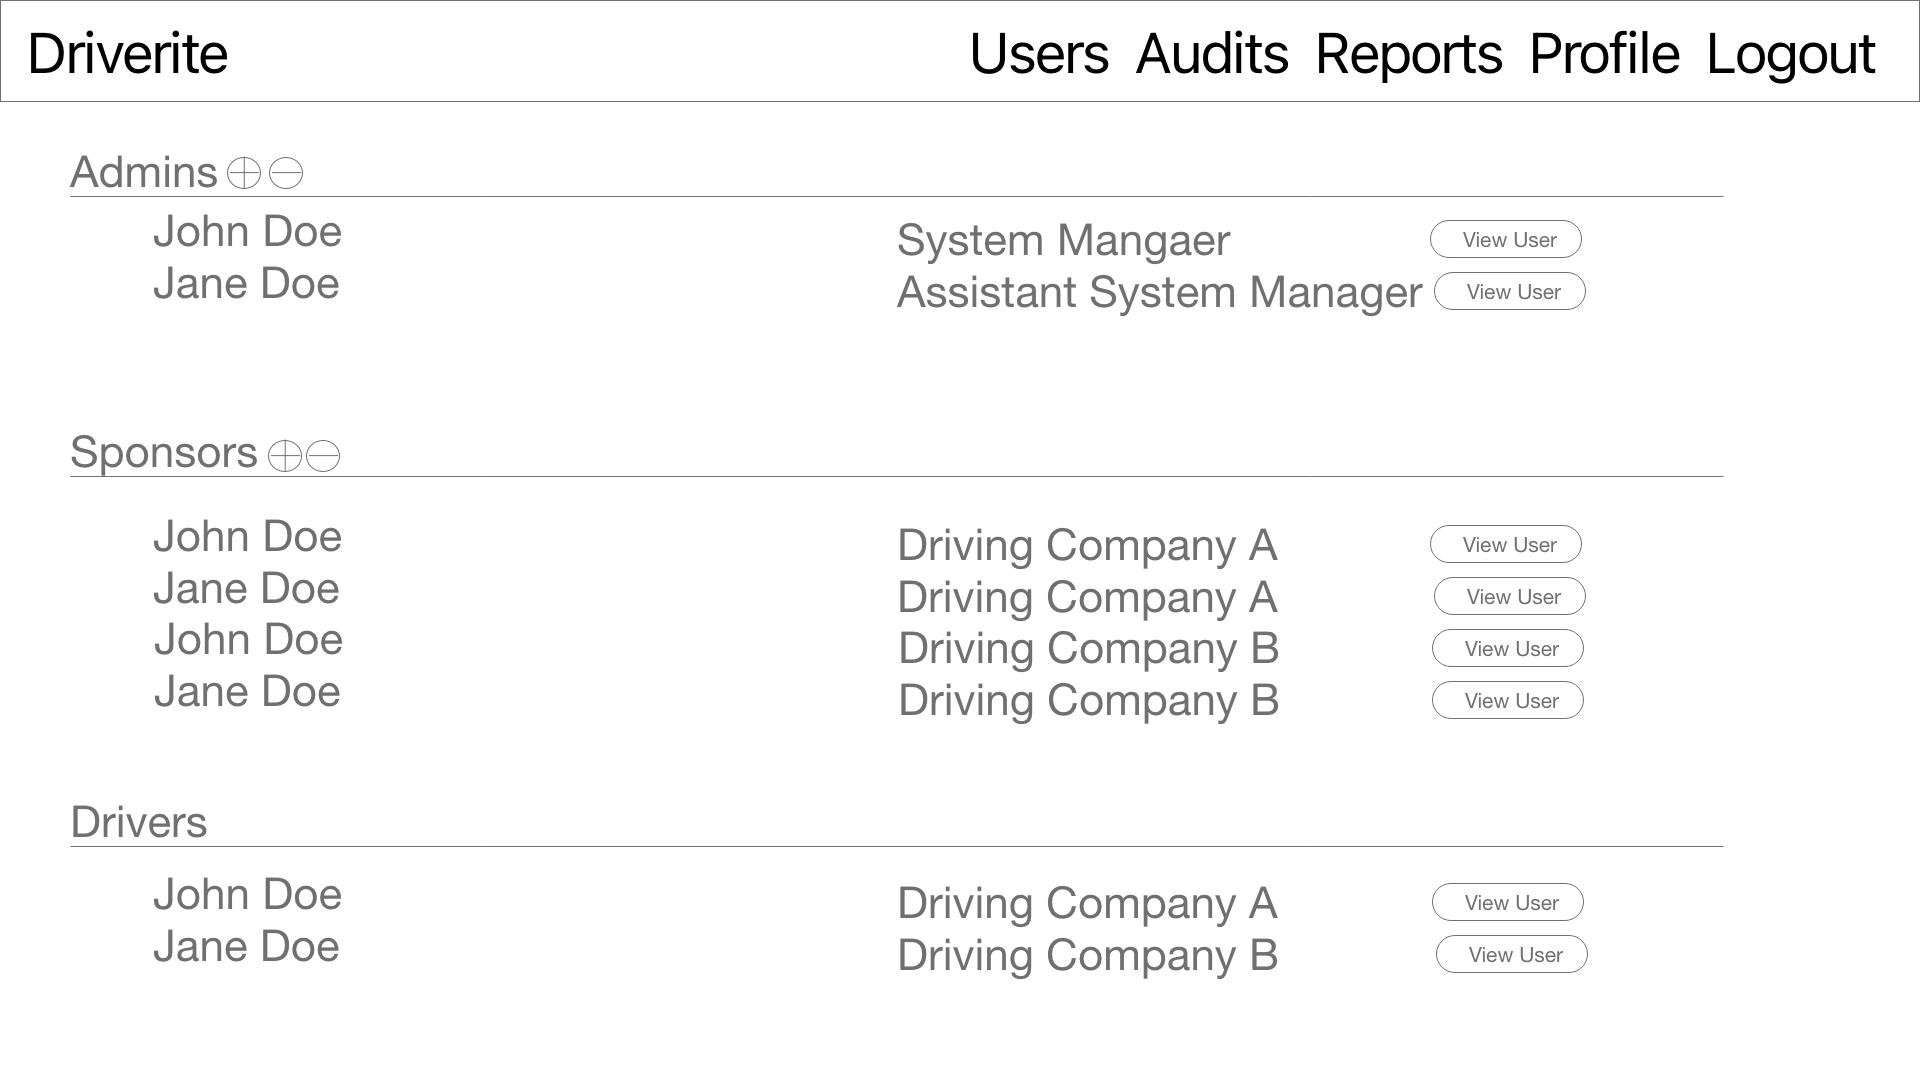 Driverite Users Audits Reports Profile Logout
Admins
John Doe System Mangaer View User
Jane Doe Assistant System Manager View User
Sponsors
John Doe Driving Company A View User
Jane Doe Driving Company A View User
John Doe Driving Company B View User
Jane Doe Driving Company B View User
Drivers
John Doe Driving Company A View User
Jane Doe Driving Company B View User